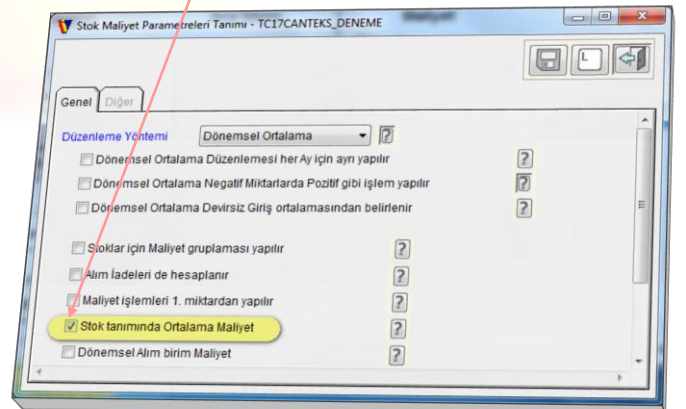 Stok Maliyet Parametreleri Tanımı - TC17CANTEKS_DENEME
L
Genel Diğer
Düzenleme Yöntemi Dönemsel Ortalama ?
Dönemsel Ortalama Düzenlemesi her Ay için ayrı yapılır ?
Dönemsel Ortalama Negatif Miktarlarda Pozitif gibi işlem yapılır ?
Dönemsel Ortalama Devirsiz Giriş ortalamasından belirlenir ?
Stoklar için Maliyet gruplaması yapılır ?
Alım İadeleri de hesaplanır ?
Maliyet işlemleri 1. miktardan yapılır ?
Stok tanımında Ortalama Maliyet ?
Dönemsel Alım birim Maliyet ?